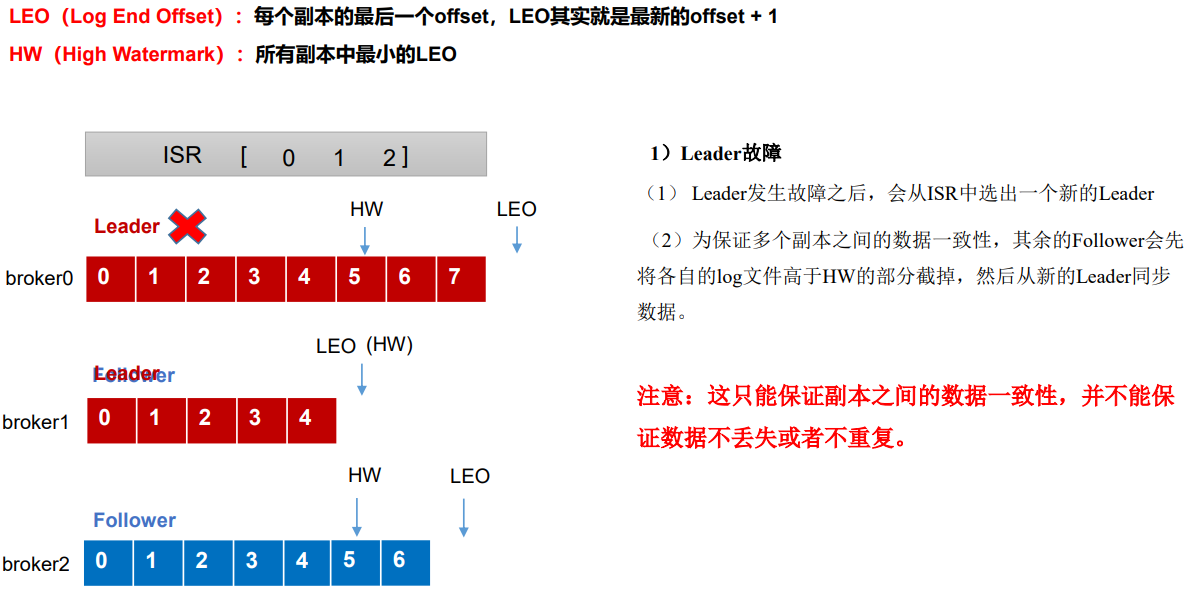 LEO（Log End Offset）：每个副本的最后一个offset，LEO其实就是最新的offset + 1
HW（High Watermark）：所有副本中最小的LEO
ISR [ 0 1 2 ]
Leader
HW
LEO
broker0
0 1 2 3 4 5 6 7
LEO（HW）
Follower
Leader
broker1
0 1 2 3 4
HW
LEO
Follower
broker2
0 1 2 3 4 5 6
1）Leader故障
（1） Leader发生故障之后，会从ISR中选出一个新的Leader
（2）为保证多个副本之间的数据一致性，其余的Follower会先
将各自的log文件高于HW的部分截掉，然后从新的Leader同步
数据。
注意：这只能保证副本之间的数据一致性，并不能保
证数据不丢失或者不重复。